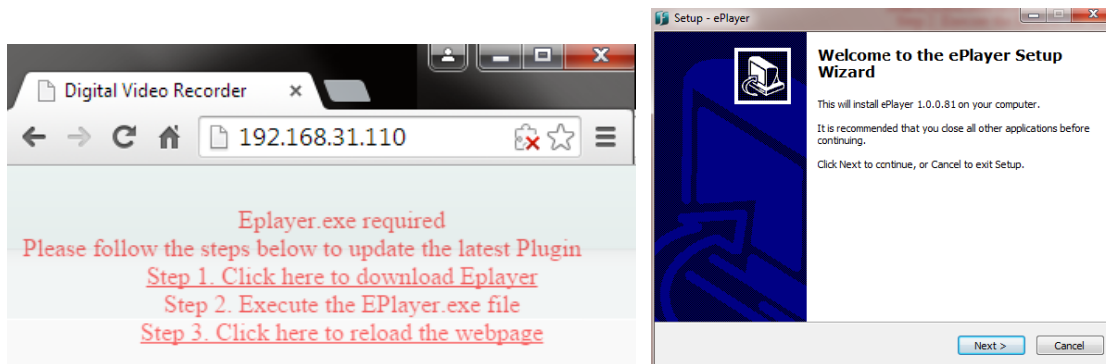 Digital Video Recorder
192.168.31.110
Eplayer.exe required
Please follow the steps below to update the latest Plugin
Step 1. Click here to download Eplayer
Step 2. Execute the EPlayer.exe file
Step 3. Click here to reload the webpage
Setup - ePlayer
Welcome to the ePlayer Setup
Wizard
This will install ePlayer 1.0.0.81 on your computer.
It is recommended that you close all other applications before
continuing.
Click Next to continue, or Cancel to exit Setup.
Next >
Cancel